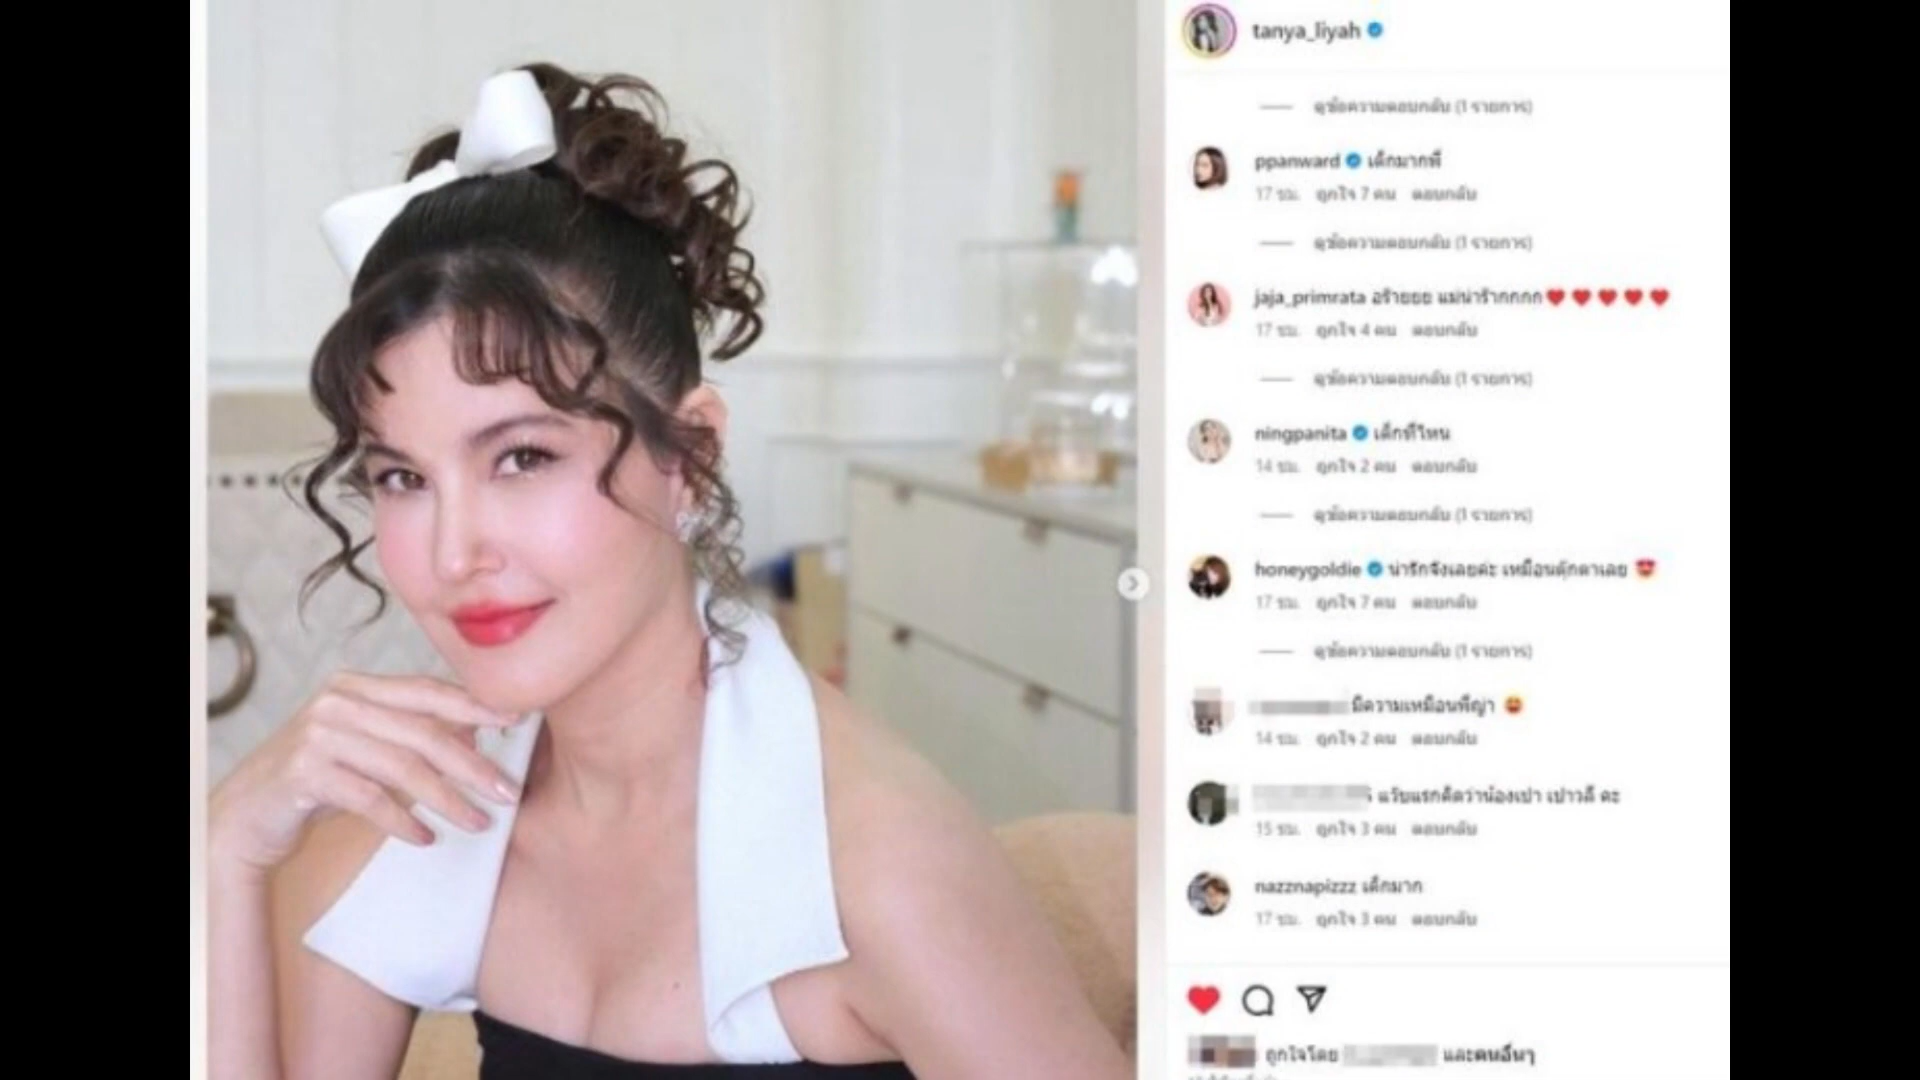 tanya_liyah
ดูข้อความตอบกลับ (1 รายการ)
ppanward เด็กมากพี่
17 ชม. ถูกใจ 7 คน ตอบกลับ
ดูข้อความตอบกลับ (1 รายการ)
jaja_primrata อร๊ายยยย แม่น่าร๊ากกกก❤️❤️❤️❤️❤️
17 ชม. ถูกใจ 4 คน ตอบกลับ
ดูข้อความตอบกลับ (1 รายการ)
ningpanita เด็กที่ไหน
14 ชม. ถูกใจ 2 คน ตอบกลับ
ดูข้อความตอบกลับ (1 รายการ)
honeygoldie น่ารักจังเลยค่ะ เหมือนตุ๊กตาเลย 😍
17 ชม. ถูกใจ 7 คน ตอบกลับ
ดูข้อความตอบกลับ (1 รายการ)
มีความเหมือนพี่ญ่า 🤩
14 ชม. ถูกใจ 2 คน ตอบกลับ
แว๊บแรกคิดว่าน้องเปา เปาวลี คะ
15 ชม. ถูกใจ 3 คน ตอบกลับ
nazznapizzz เด็กมาก
17 ชม. ถูกใจ 3 คน ตอบกลับ
ถูกใจโดย และคนอื่นๆ